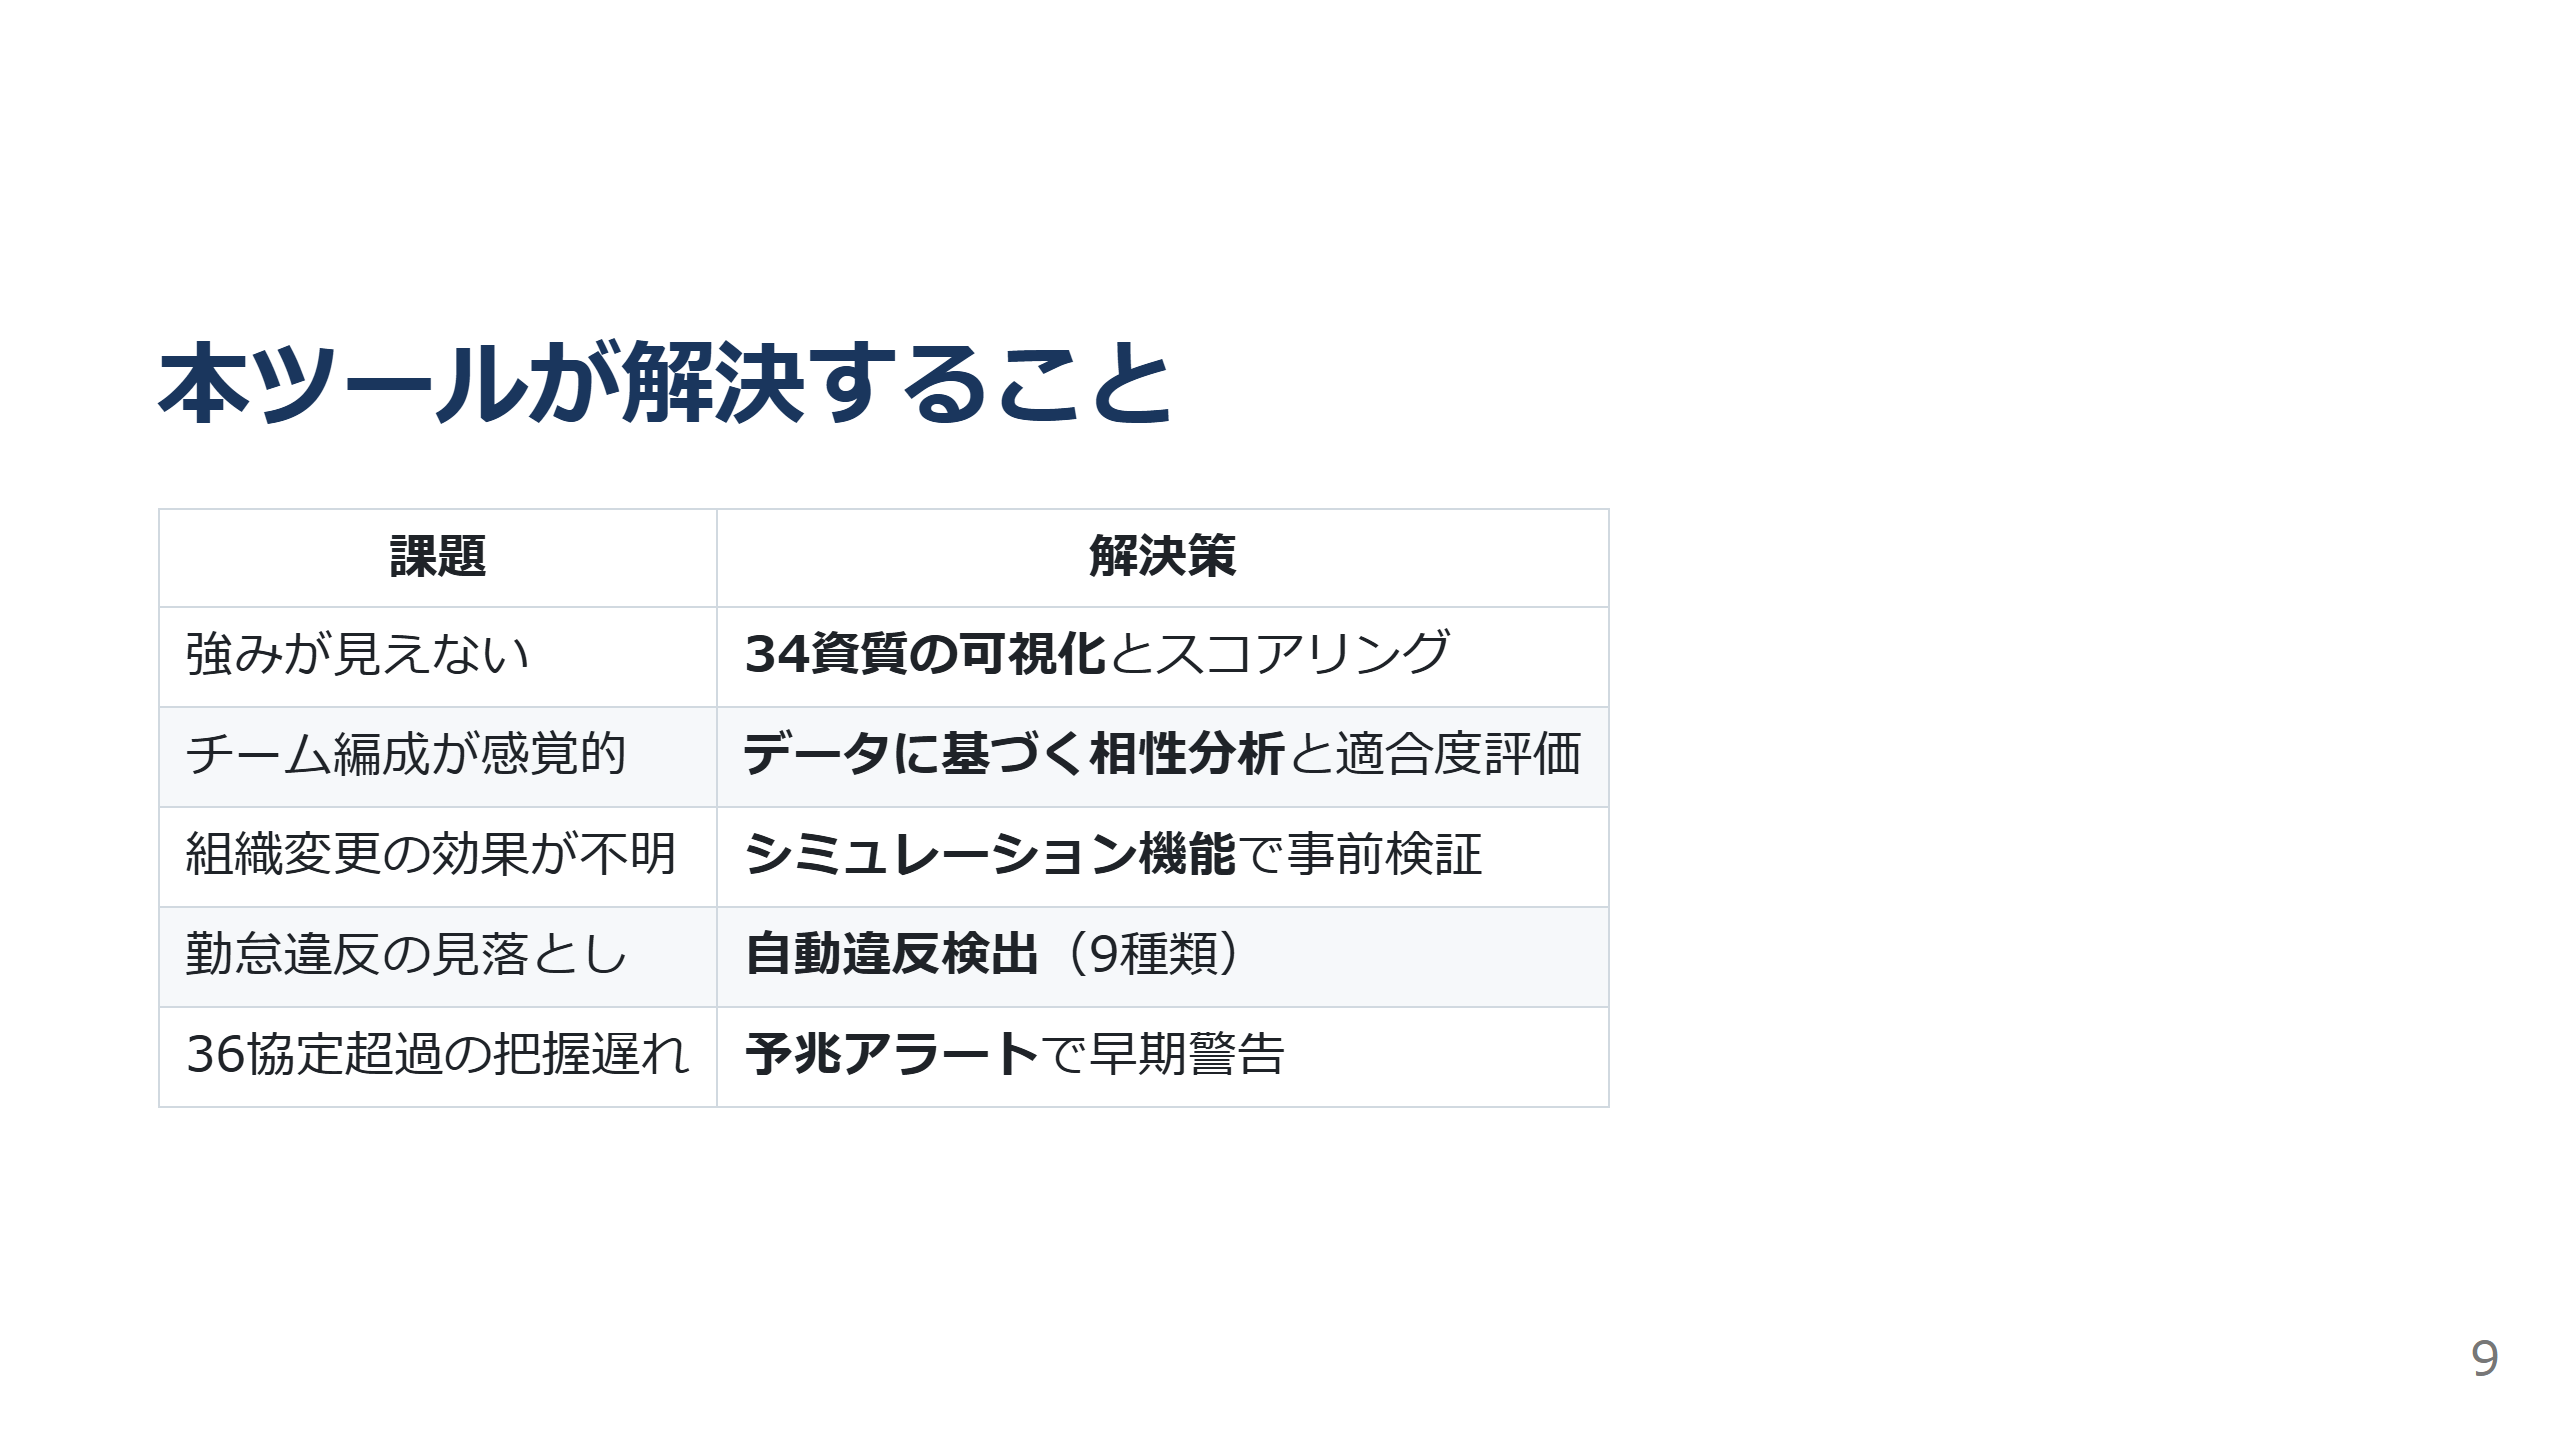 本ツールが解決すること
課題 解決策
強みが見えない 34資質の可視化とスコアリング
チーム編成が感覚的 データに基づく相性分析と適合度評価
組織変更の効果が不明 シミュレーション機能で事前検証
勤怠違反の見落とし 自動違反検出（9種類）
36協定超過の把握遅れ 予兆アラートで早期警告
9